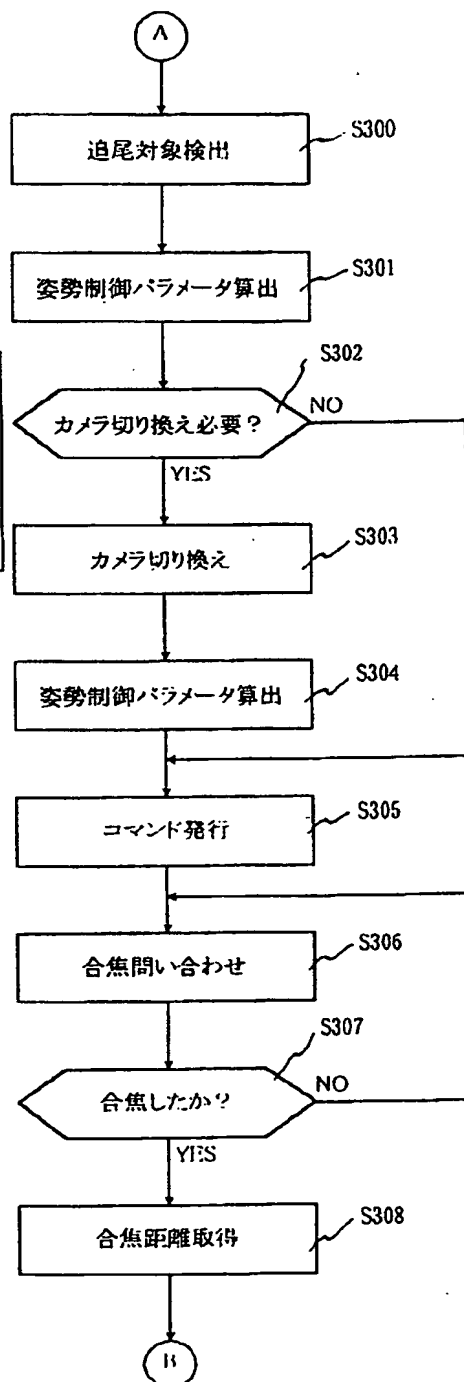 A
追尾対象検出
S300
姿勢制御パラメータ算出
S301
S302
カメラ切り換え必要?
NO
YES
カメラ切り換え
S303
姿勢制御パラメータ算出
S304
コマンド発行
S305
合焦問い合わせ
S306
S307
合焦したか?
NO
YES
合焦距離取得
S308
B